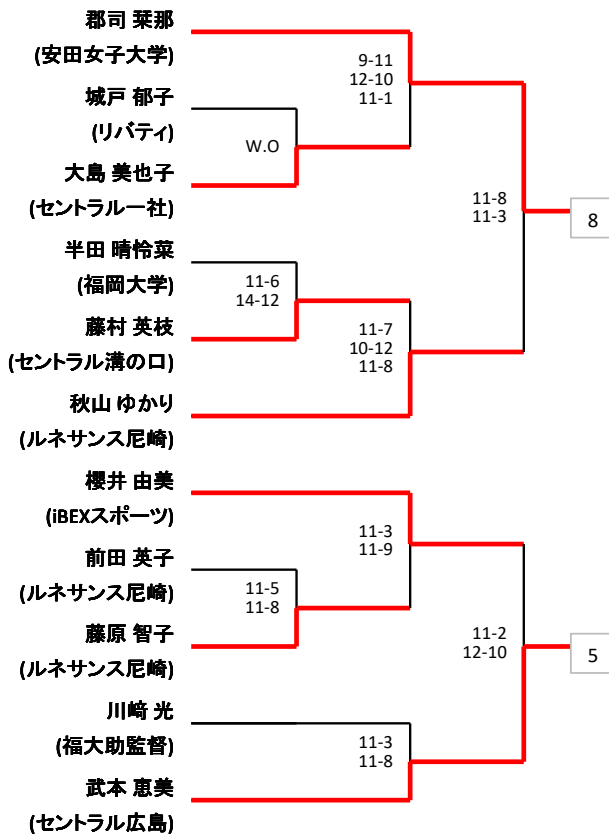 郡司 栞那
(安田女子大学)
城戸 郁子
(リバティ)
大島 美也子
(セントラル一社)
半田 晴怜菜
(福岡大学)
藤村 英枝
(セントラル溝の口)
秋山 ゆかり
(ルネサンス尼崎)
櫻井 由美
(iBEXスポーツ)
前田 英子
(ルネサンス尼崎)
藤原 智子
(ルネサンス尼崎)
川﨑 光
(福大助監督)
武本 恵美
(セントラル広島)
W.O
11-6
14-12
11-5
11-8
9-11
12-10
11-1
11-7
10-12
11-8
11-3
11-9
11-3
11-8
11-8
11-3
11-2
12-10
8
5